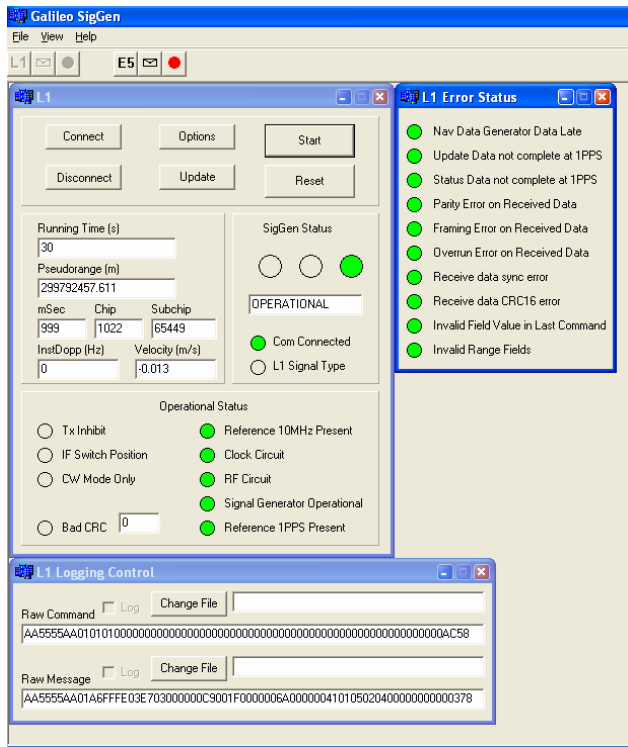 Galileo SigGen
File View Help
L1 E5
L1
Connect Options Start
Disconnect Update Reset
Running Time (s)
30
Pseudorange (m)
299792457.611
mSec Chip Subchip
999 1022 65449
InstDopp (Hz) Velocity (m/s)
0 -0.013
SigGen Status
OPERATIONAL
Com Connected
L1 Signal Type
Operational Status
Tx Inhibit Reference 10MHz Present
IF Switch Position Clock Circuit
CW Mode Only RF Circuit
Signal Generator Operational
Bad CRC 0 Reference 1PPS Present
L1 Error Status
Nav Data Generator Data Late
Update Data not complete at 1PPS
Status Data not complete at 1PPS
Parity Error on Received Data
Framing Error on Received Data
Overrun Error on Received Data
Receive data sync error
Receive data CRC16 error
Invalid Field Value in Last Command
Invalid Range Fields
L1 Logging Control
Raw Command Log Change File
Raw Message Log Change File